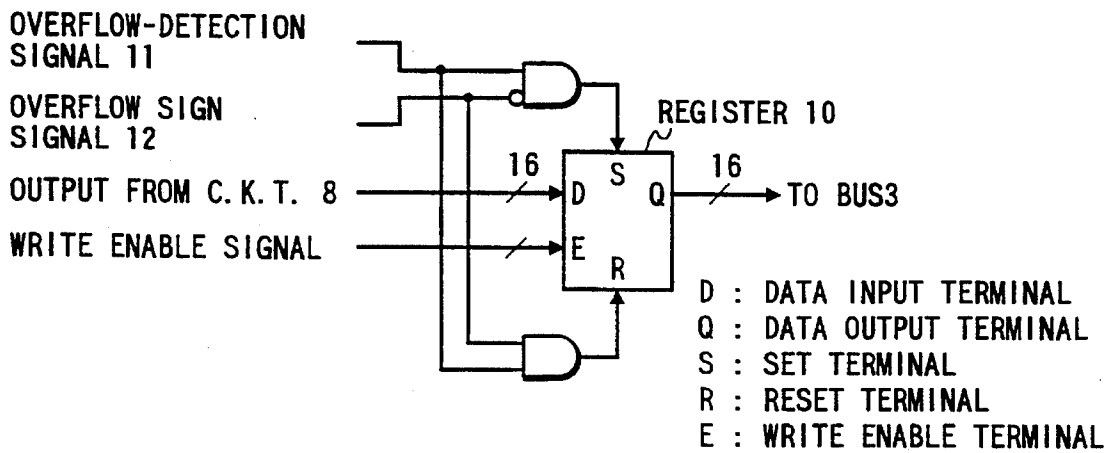 OVERFLOW-DETECTION
SIGNAL 11
OVERFLOW SIGN
SIGNAL 12
REGISTER 10
OUTPUT FROM C.K.T. 8
16
D
S
Q
16
TO BUS3
WRITE ENABLE SIGNAL
E
R
D : DATA INPUT TERMINAL
Q : DATA OUTPUT TERMINAL
S : SET TERMINAL
R : RESET TERMINAL
E : WRITE ENABLE TERMINAL